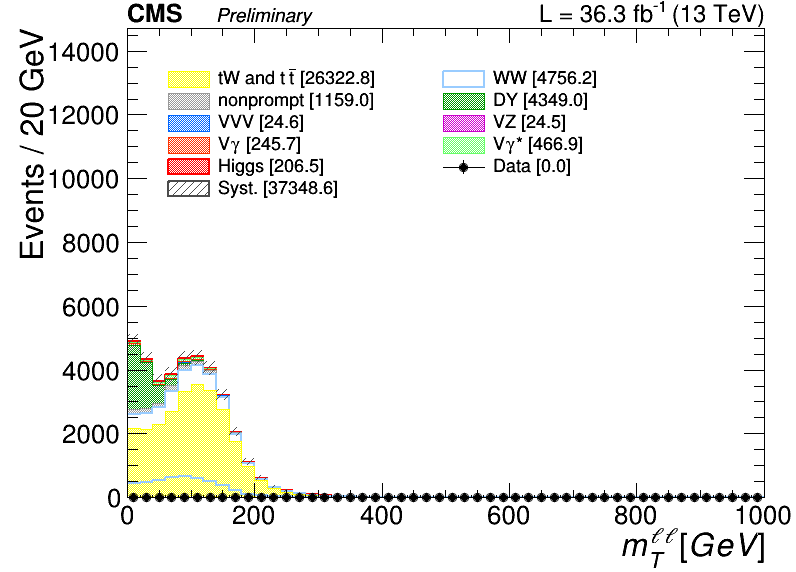 CMS Preliminary L = 36.3 fb⁻¹ (13 TeV)
Events / 20 GeV
14000
12000
10000
8000
6000
4000
2000
0
tW and tt̄ [26322.8]
nonprompt [1159.0]
VVV [24.6]
Vγ [245.7]
Higgs [206.5]
Syst. [37348.6]
WW [4756.2]
DY [4349.0]
VZ [24.5]
Vγ* [466.9]
Data [0.0]
0 200 400 600 800 1000
m_T^ℓℓ [GeV]